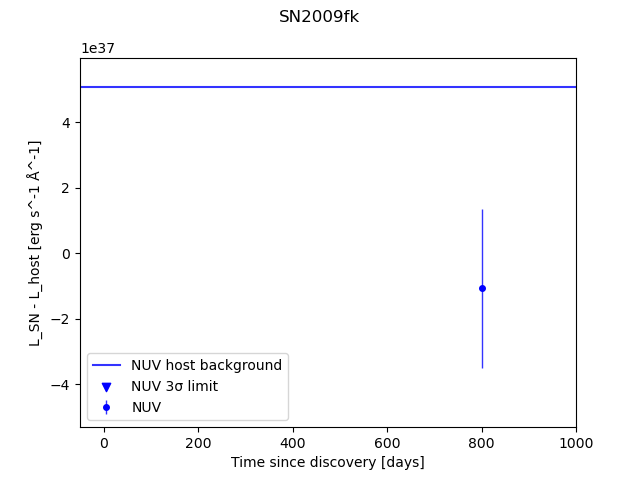 SN2009fk
1e37
L_SN - L_host [erg s^-1 Å^-1]
4
2
0
−2
−4
NUV host background
NUV 3σ limit
NUV
0 200 400 600 800 1000
Time since discovery [days]